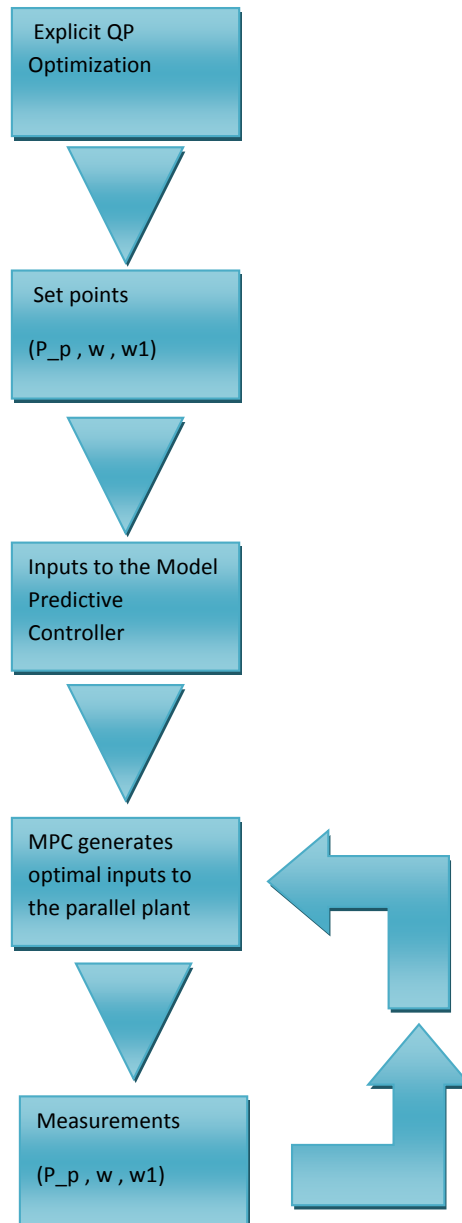 Explicit QP
Optimization
Set points
(P_p , w , w1)
Inputs to the Model
Predictive
Controller
MPC generates
optimal inputs to
the parallel plant
Measurements
(P_p , w , w1)